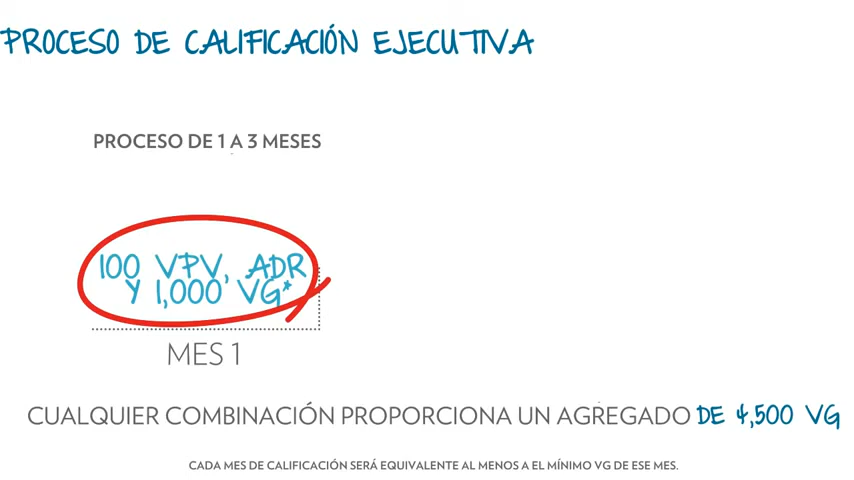 PROCESO DE CALIFICACIÓN EJECUTIVA
PROCESO DE 1 A 3 MESES
100 VPV, ADR
Y 1,000 VG*
MES 1
CUALQUIER COMBINACIÓN PROPORCIONA UN AGREGADO DE 4,500 VG
CADA MES DE CALIFICACIÓN SERÁ EQUIVALENTE AL MENOS A EL MÍNIMO VG DE ESE MES.